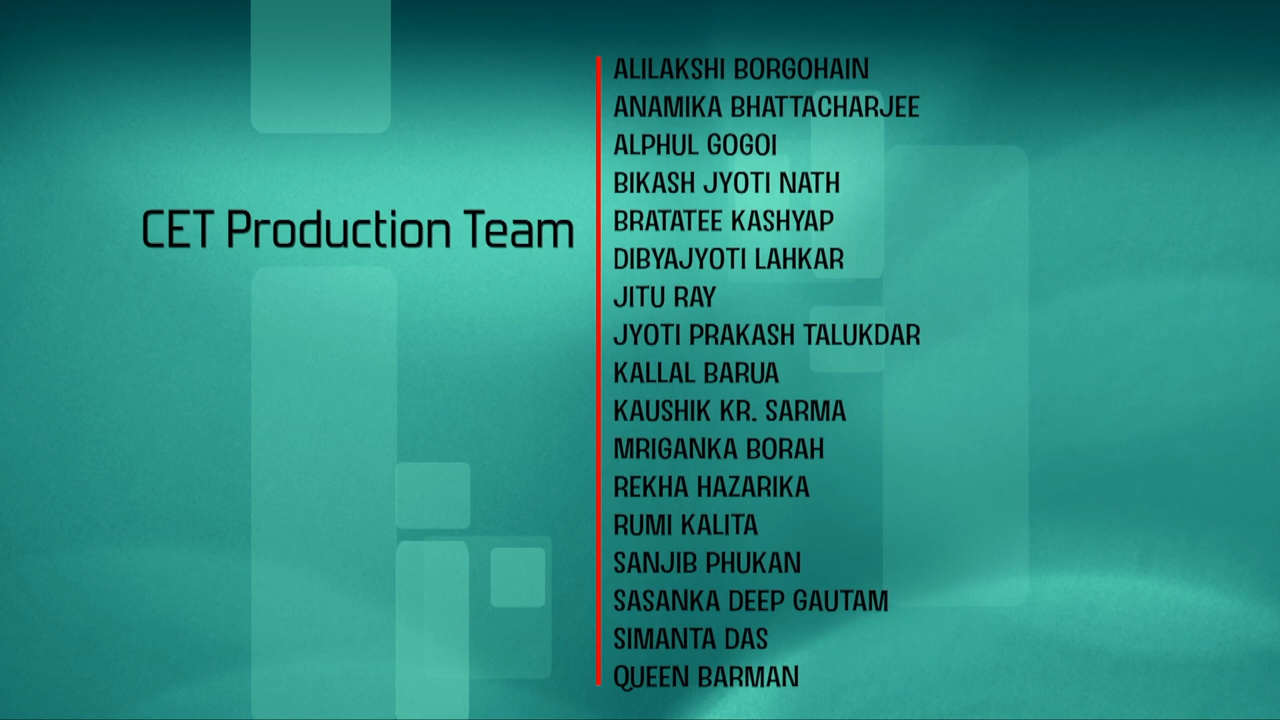 CET Production Team
ALILAKSHI BORGOHAIN
ANAMIKA BHATTACHARJEE
ALPHUL GOGOI
BIKASH JYOTI NATH
BRATATEE KASHYAP
DIBYAJYOTI LAHKAR
JITU RAY
JYOTI PRAKASH TALUKDAR
KALLAL BARUA
KAUSHIK KR. SARMA
MRIGANKA BORAH
REKHA HAZARIKA
RUMI KALITA
SANJIB PHUKAN
SASANKA DEEP GAUTAM
SIMANTA DAS
QUEEN BARMAN